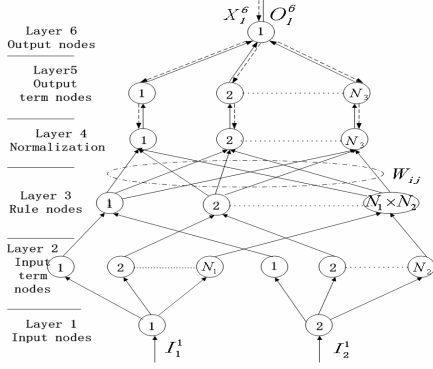 X_I^6 O_I^6
Layer 6
Output nodes
1
Layer5
Output
term nodes
1 2 N_3
Layer 4
Normalization
1 2 N_3
W_{ij}
Layer 3
Rule nodes
1 2 N_1 × N_2
Layer 2
Input
term
nodes
1 2 N_1 1 2 N_2
Layer 1
Input nodes
1 2
I_1^1 I_2^1